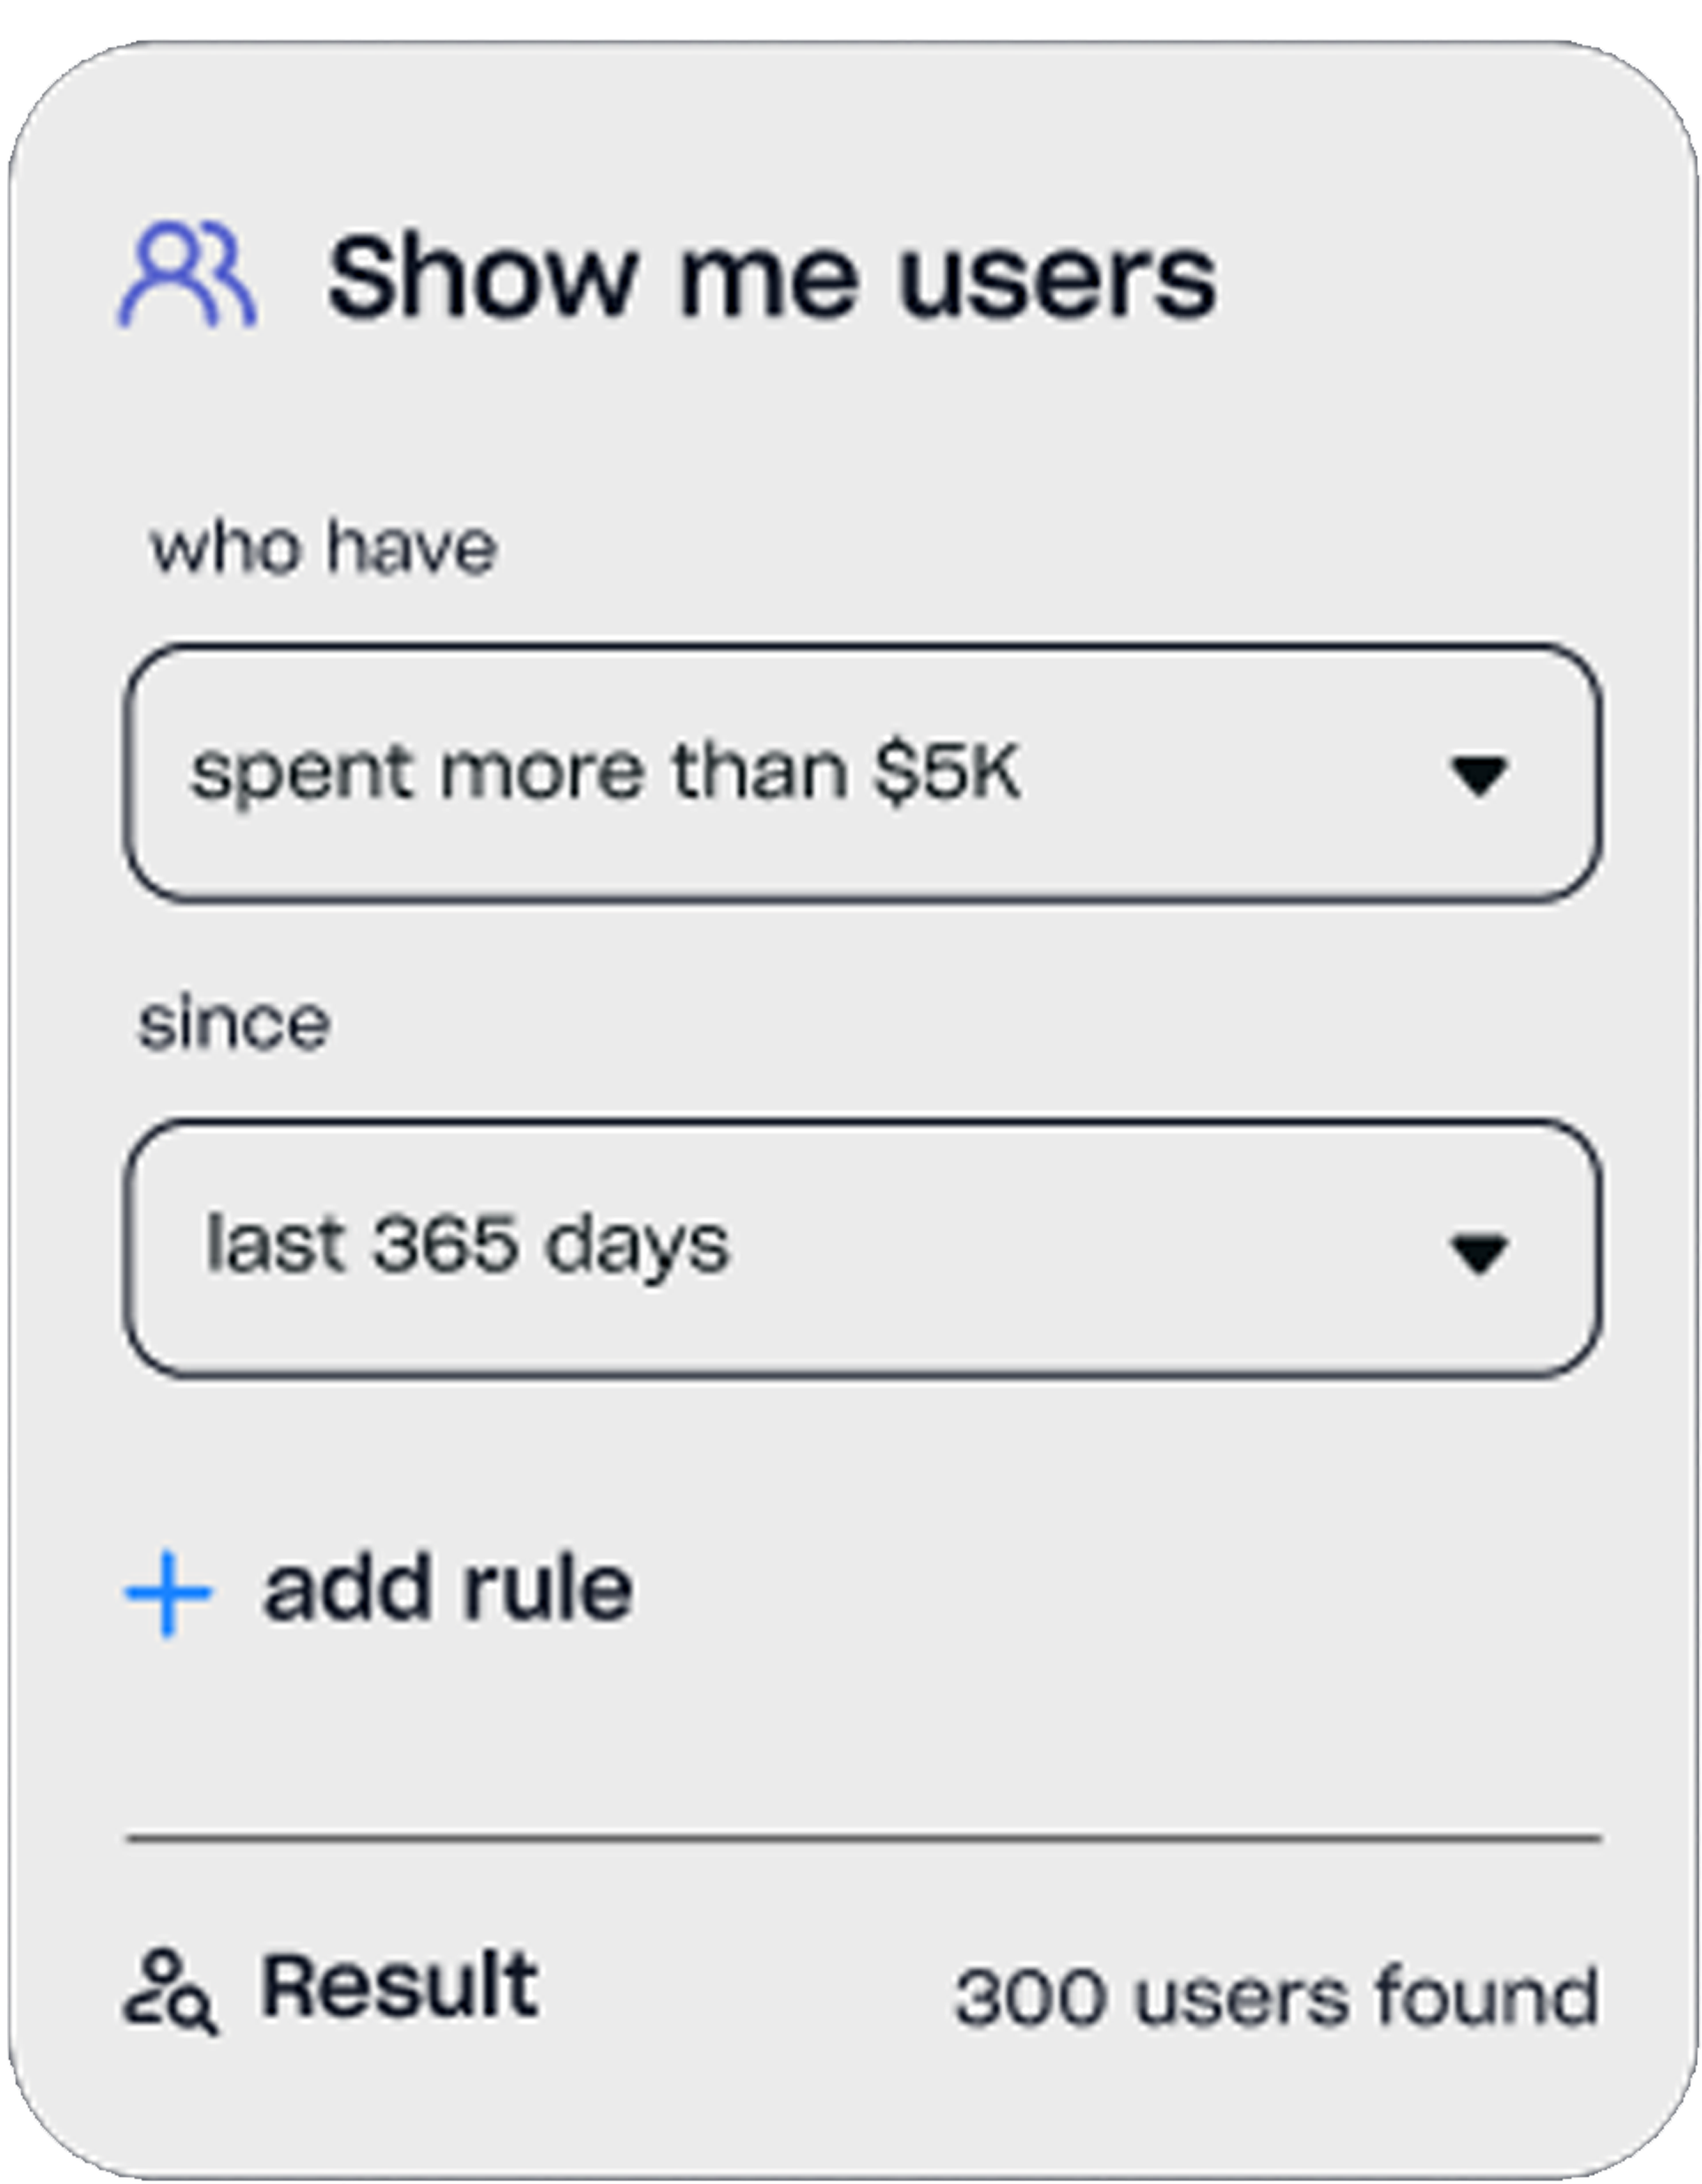 Show me users
who have
spent more than $5K
since
last 365 days
add rule
Result
300 users found